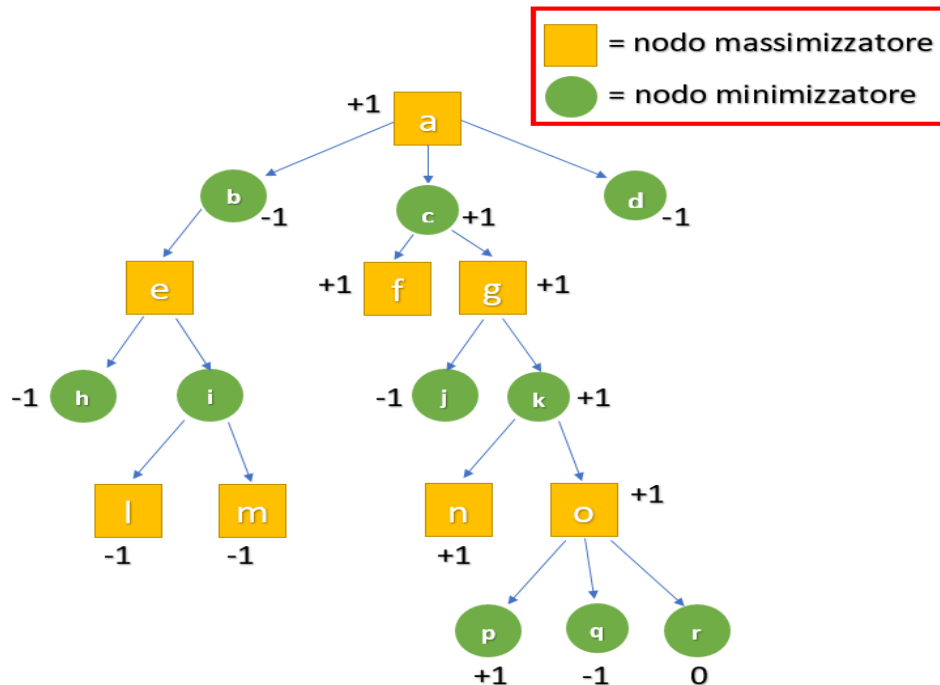 = nodo massimizzatore
= nodo minimizzatore
+1 a
b -1 c +1 d -1
e +1 f g +1
-1 h i -1 j k +1
l m n o +1
-1 -1 +1
p q r
+1 -1 0